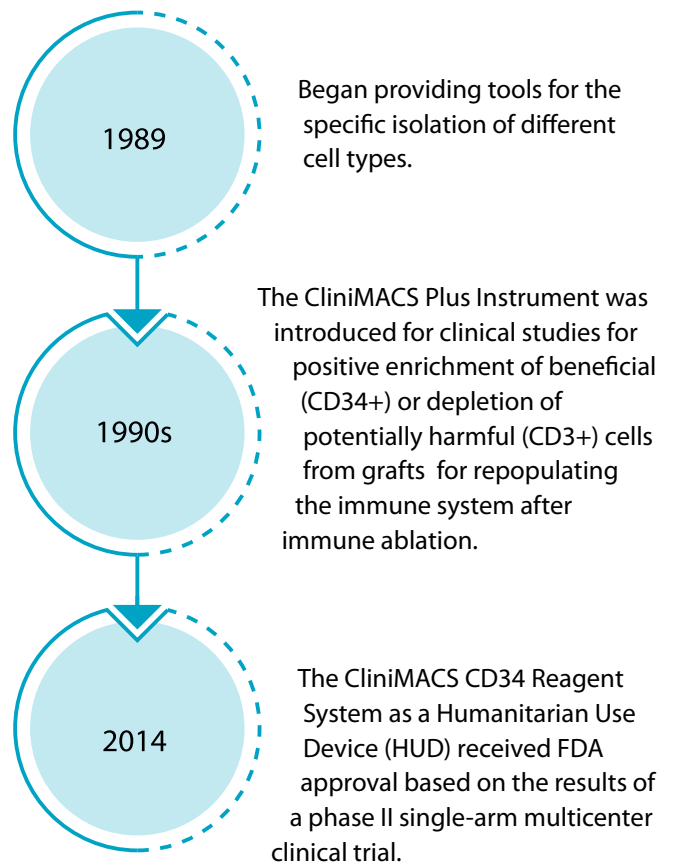 1989
Began providing tools for the
specific isolation of different
cell types.
1990s
The CliniMACS Plus Instrument was
introduced for clinical studies for
positive enrichment of beneficial
(CD34+) or depletion of
potentially harmful (CD3+) cells
from grafts for repopulating
the immune system after
immune ablation.
2014
The CliniMACS CD34 Reagent
System as a Humanitarian Use
Device (HUD) received FDA
approval based on the results of
a phase II single-arm multicenter
clinical trial.